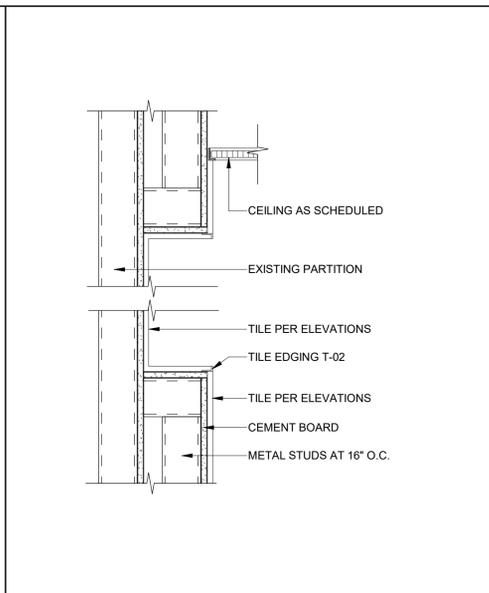 CEILING AS SCHEDULED
EXISTING PARTITION
TILE PER ELEVATIONS
TILE EDGING T-02
TILE PER ELEVATIONS
CEMENT BOARD
METAL STUDS AT 16" O.C.